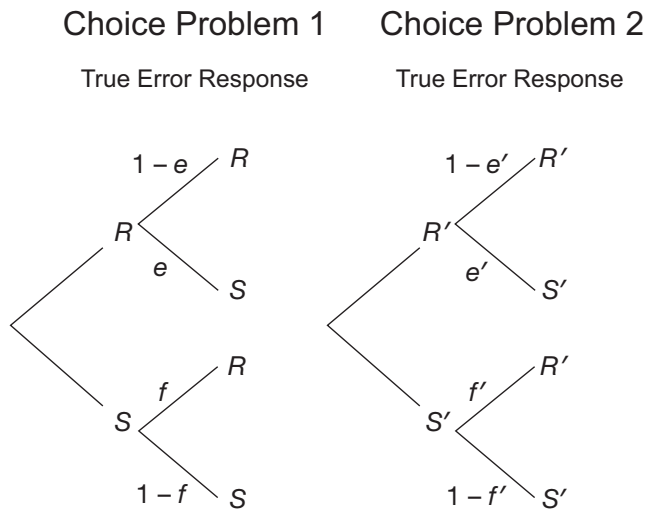 Choice Problem 1 Choice Problem 2
True Error Response True Error Response
1 – e R 1 – e′ R′
R R′
e e′
S S′
R R′
f f′
S S′
1 – f S 1 – f′ S′